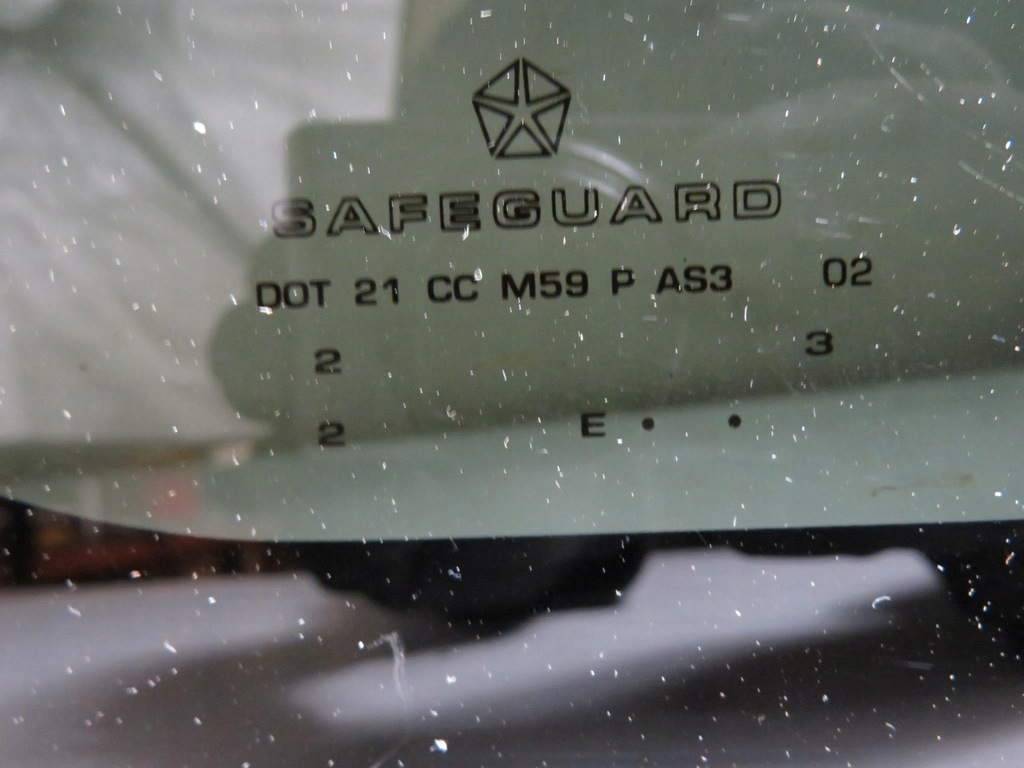 SAFEGUARD
DOT 21 CC M59 P AS3 02
2 3
2 E • •